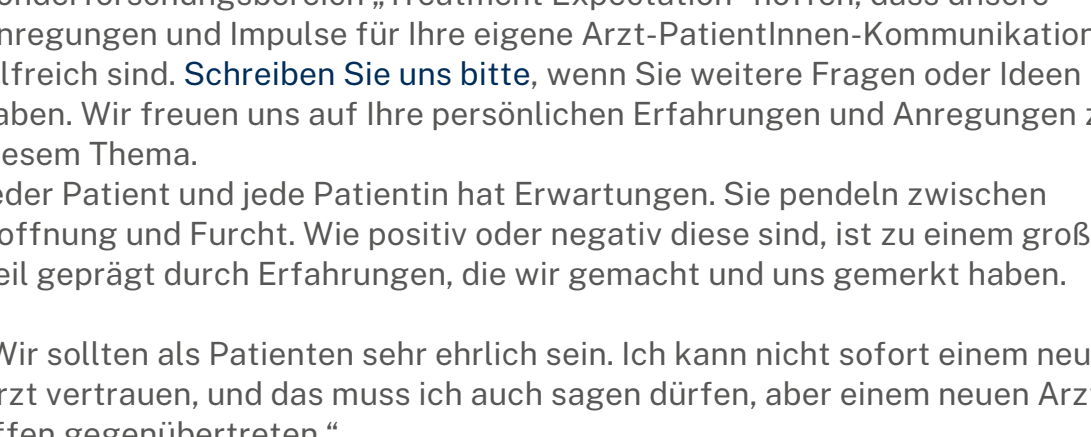 onderforschungsbereich „Treatment Expectation“ hoffen, dass unsere
nregungen und Impulse für Ihre eigene Arzt-PatientInnen-Kommunikation
lfreich sind. Schreiben Sie uns bitte, wenn Sie weitere Fragen oder Ideen
aben. Wir freuen uns auf Ihre persönlichen Erfahrungen und Anregungen z
iesem Thema.
eder Patient und jede Patientin hat Erwartungen. Sie pendeln zwischen
offnung und Furcht. Wie positiv oder negativ diese sind, ist zu einem groß
eil geprägt durch Erfahrungen, die wir gemacht und uns gemerkt haben.
Wir sollten als Patienten sehr ehrlich sein. Ich kann nicht sofort einem neu
rzt vertrauen, und das muss ich auch sagen dürfen, aber einem neuen Arzt
ffen gegenübertreten.“